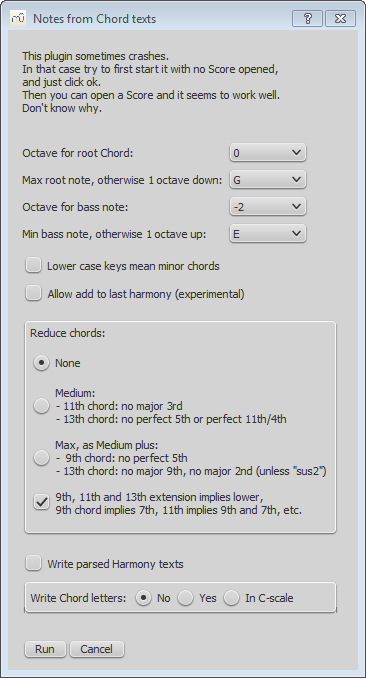 mū Notes from Chord texts ?
This plugin sometimes crashes.
In that case try to first start it with no Score opened,
and just click ok.
Then you can open a Score and it seems to work well.
Don't know why.
Octave for root Chord: 0
Max root note, otherwise 1 octave down: G
Octave for bass note: -2
Min bass note, otherwise 1 octave up: E
Lower case keys mean minor chords
Allow add to last harmony (experimental)
Reduce chords:
None
Medium:
- 11th chord: no major 3rd
- 13th chord: no perfect 5th or perfect 11th/4th
Max, as Medium plus:
- 9th chord: no perfect 5th
- 13th chord: no major 9th, no major 2nd (unless "sus2")
9th, 11th and 13th extension implies lower,
9th chord implies 7th, 11th implies 9th and 7th, etc.
Write parsed Harmony texts
Write Chord letters: No Yes In C-scale
Run Cancel